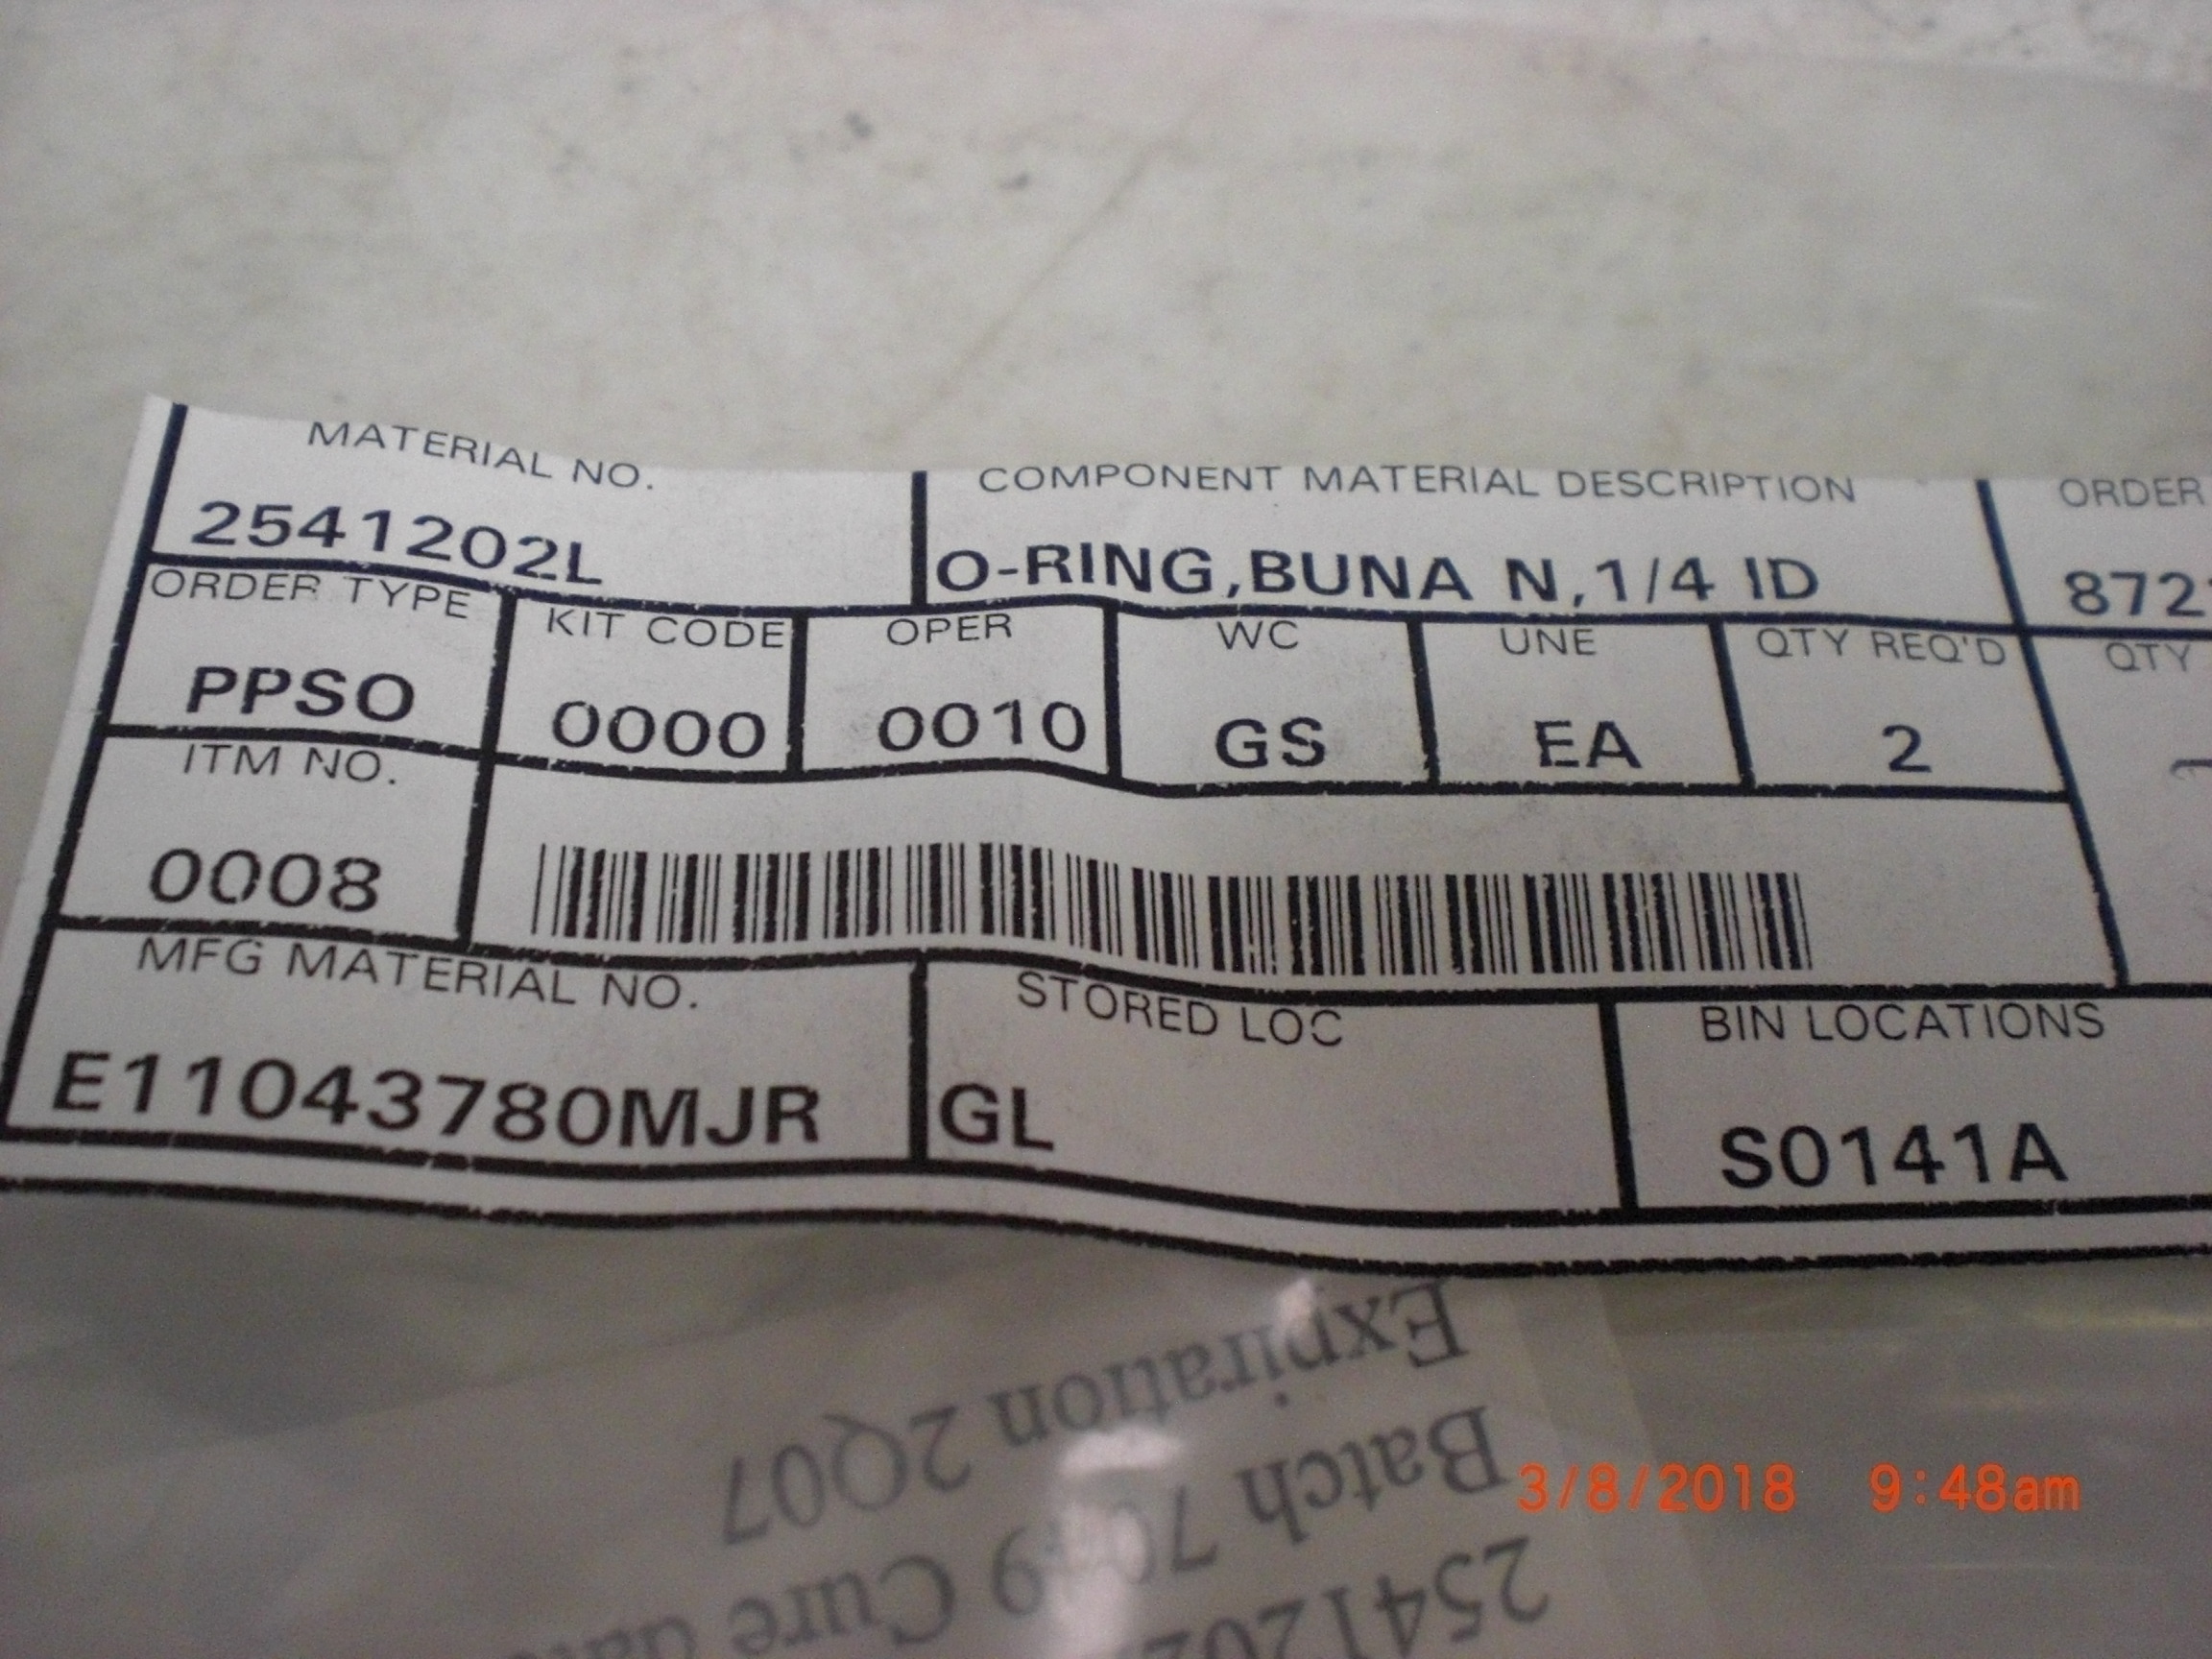 MATERIAL NO. COMPONENT MATERIAL DESCRIPTION ORDER
2541202L O-RING,BUNA N,1/4 ID 872
ORDER TYPE KIT CODE OPER WC UNE QTY REQ'D QTY
PPSO 0000 0010 GS EA 2
ITM NO.
0008
MFG MATERIAL NO. STORED LOC BIN LOCATIONS
E11043780MJR GL S0141A
3/8/2018 9:48am
254120
Batch Cure
Expiration 2Q07